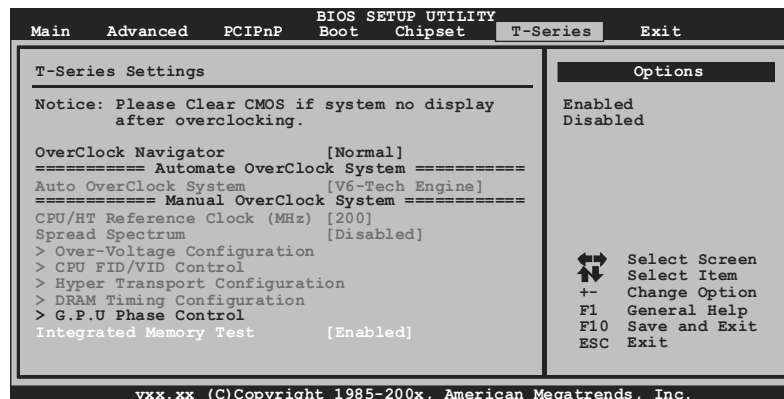 BIOS SETUP UTILITY
Main Advanced PCIPnP Boot Chipset T-Series Exit
T-Series Settings
Notice: Please Clear CMOS if system no display
after overclocking.
OverClock Navigator [Normal]
=========== Automate OverClock System ===========
Auto OverClock System [V6-Tech Engine]
============ Manual OverClock System ============
CPU/HT Reference Clock (MHz) [200]
Spread Spectrum [Disabled]
> Over-Voltage Configuration
> CPU FID/VID Control
> Hyper Transport Configuration
> DRAM Timing Configuration
> G.P.U Phase Control
Integrated Memory Test [Enabled]
Options
Enabled
Disabled
Select Screen
Select Item
+- Change Option
F1 General Help
F10 Save and Exit
ESC Exit
vxx.xx (C)Copyright 1985-200x, American Megatrends, Inc.